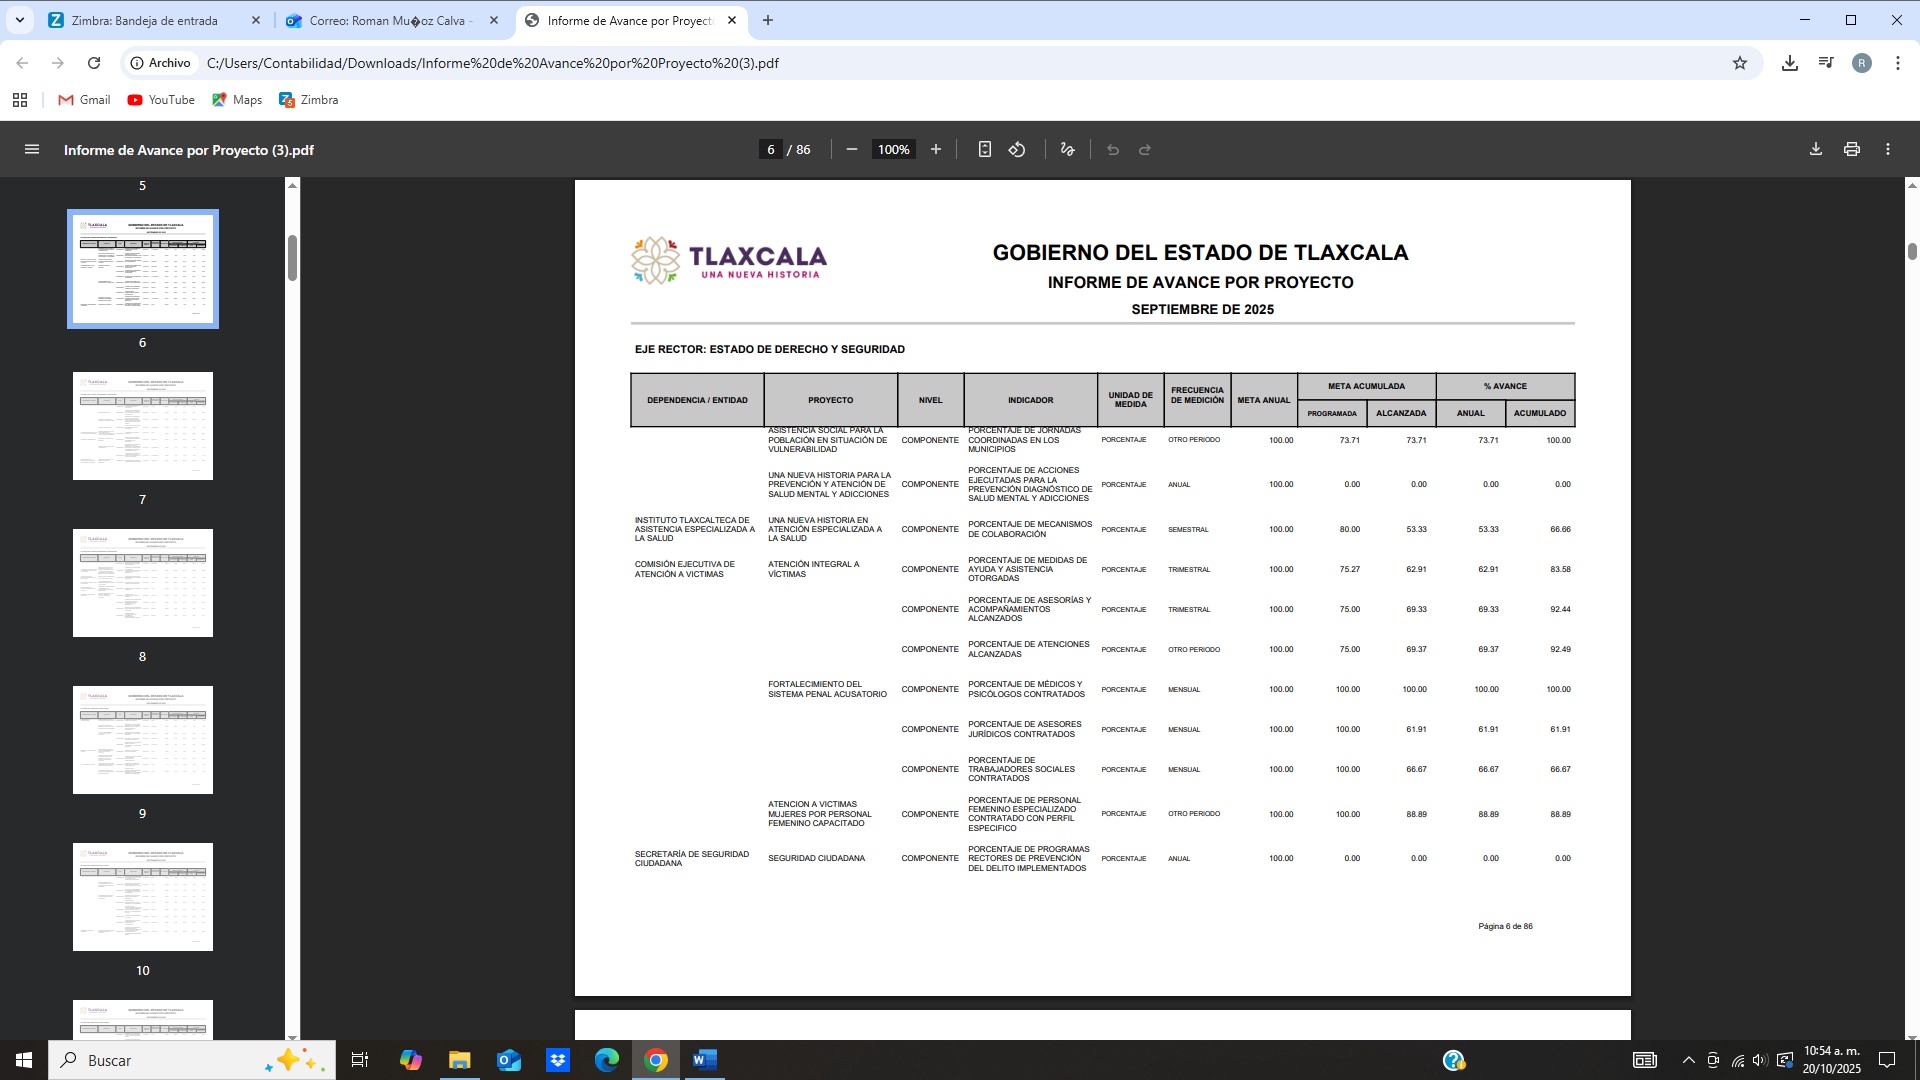 Zimbra: Bandeja de entrada
Correo: Roman Mu�oz Calva -
Informe de Avance por Proyecto
Archivo
C:/Users/Contabilidad/Downloads/Informe%20de%20Avance%20por%20Proyecto%20(3).pdf
R
Gmail
YouTube
Maps
Zimbra
Informe de Avance por Proyecto (3).pdf
6 / 86
100%
5
6
7
8
9
10
TLAXCALA
UNA NUEVA HISTORIA
GOBIERNO DEL ESTADO DE TLAXCALA
INFORME DE AVANCE POR PROYECTO
SEPTIEMBRE DE 2025
EJE RECTOR: ESTADO DE DERECHO Y SEGURIDAD
DEPENDENCIA / ENTIDAD
PROYECTO
NIVEL
INDICADOR
UNIDAD DE
MEDIDA
FRECUENCIA
DE MEDICIÓN
META ANUAL
META ACUMULADA
PROGRAMADA
ALCANZADA
% AVANCE
ANUAL
ACUMULADO
ASISTENCIA SOCIAL PARA LA
POBLACIÓN EN SITUACIÓN DE
VULNERABILIDAD
COMPONENTE
PORCENTAJE DE JORNADAS
COORDINADAS EN LOS
MUNICIPIOS
PORCENTAJE
OTRO PERIODO
100.00
73.71
73.71
73.71
100.00
UNA NUEVA HISTORIA PARA LA
PREVENCIÓN Y ATENCIÓN DE
SALUD MENTAL Y ADICCIONES
COMPONENTE
PORCENTAJE DE ACCIONES
EJECUTADAS PARA LA
PREVENCIÓN DIAGNÓSTICO DE
SALUD MENTAL Y ADICCIONES
PORCENTAJE
ANUAL
100.00
0.00
0.00
0.00
0.00
INSTITUTO TLAXCALTECA DE
ASISTENCIA ESPECIALIZADA A
LA SALUD
UNA NUEVA HISTORIA EN
ATENCIÓN ESPECIALIZADA A
LA SALUD
COMPONENTE
PORCENTAJE DE MECANISMOS
DE COLABORACIÓN
PORCENTAJE
SEMESTRAL
100.00
80.00
53.33
53.33
66.66
COMISIÓN EJECUTIVA DE
ATENCIÓN A VICTIMAS
ATENCIÓN INTEGRAL A
VÍCTIMAS
COMPONENTE
PORCENTAJE DE MEDIDAS DE
AYUDA Y ASISTENCIA
OTORGADAS
PORCENTAJE
TRIMESTRAL
100.00
75.27
62.91
62.91
83.58
COMPONENTE
PORCENTAJE DE ASESORÍAS Y
ACOMPAÑAMIENTOS
ALCANZADOS
PORCENTAJE
TRIMESTRAL
100.00
75.00
69.33
69.33
92.44
COMPONENTE
PORCENTAJE DE ATENCIONES
ALCANZADAS
PORCENTAJE
OTRO PERIODO
100.00
75.00
69.37
69.37
92.49
FORTALECIMIENTO DEL
SISTEMA PENAL ACUSATORIO
COMPONENTE
PORCENTAJE DE MÉDICOS Y
PSICÓLOGOS CONTRATADOS
PORCENTAJE
MENSUAL
100.00
100.00
100.00
100.00
100.00
COMPONENTE
PORCENTAJE DE ASESORES
JURÍDICOS CONTRATADOS
PORCENTAJE
MENSUAL
100.00
100.00
61.91
61.91
61.91
COMPONENTE
PORCENTAJE DE
TRABAJADORES SOCIALES
CONTRATADOS
PORCENTAJE
MENSUAL
100.00
100.00
66.67
66.67
66.67
ATENCION A VICTIMAS
MUJERES POR PERSONAL
FEMENINO CAPACITADO
COMPONENTE
PORCENTAJE DE PERSONAL
FEMENINO ESPECIALIZADO
CONTRATADO CON PERFIL
ESPECIFICO
PORCENTAJE
OTRO PERIODO
100.00
100.00
88.89
88.89
88.89
SECRETARÍA DE SEGURIDAD
CIUDADANA
SEGURIDAD CIUDADANA
COMPONENTE
PORCENTAJE DE PROGRAMAS
RECTORES DE PREVENCIÓN
DEL DELITO IMPLEMENTADOS
PORCENTAJE
ANUAL
100.00
0.00
0.00
0.00
0.00
Página 6 de 86
Buscar
10:54 a. m.
20/10/2025